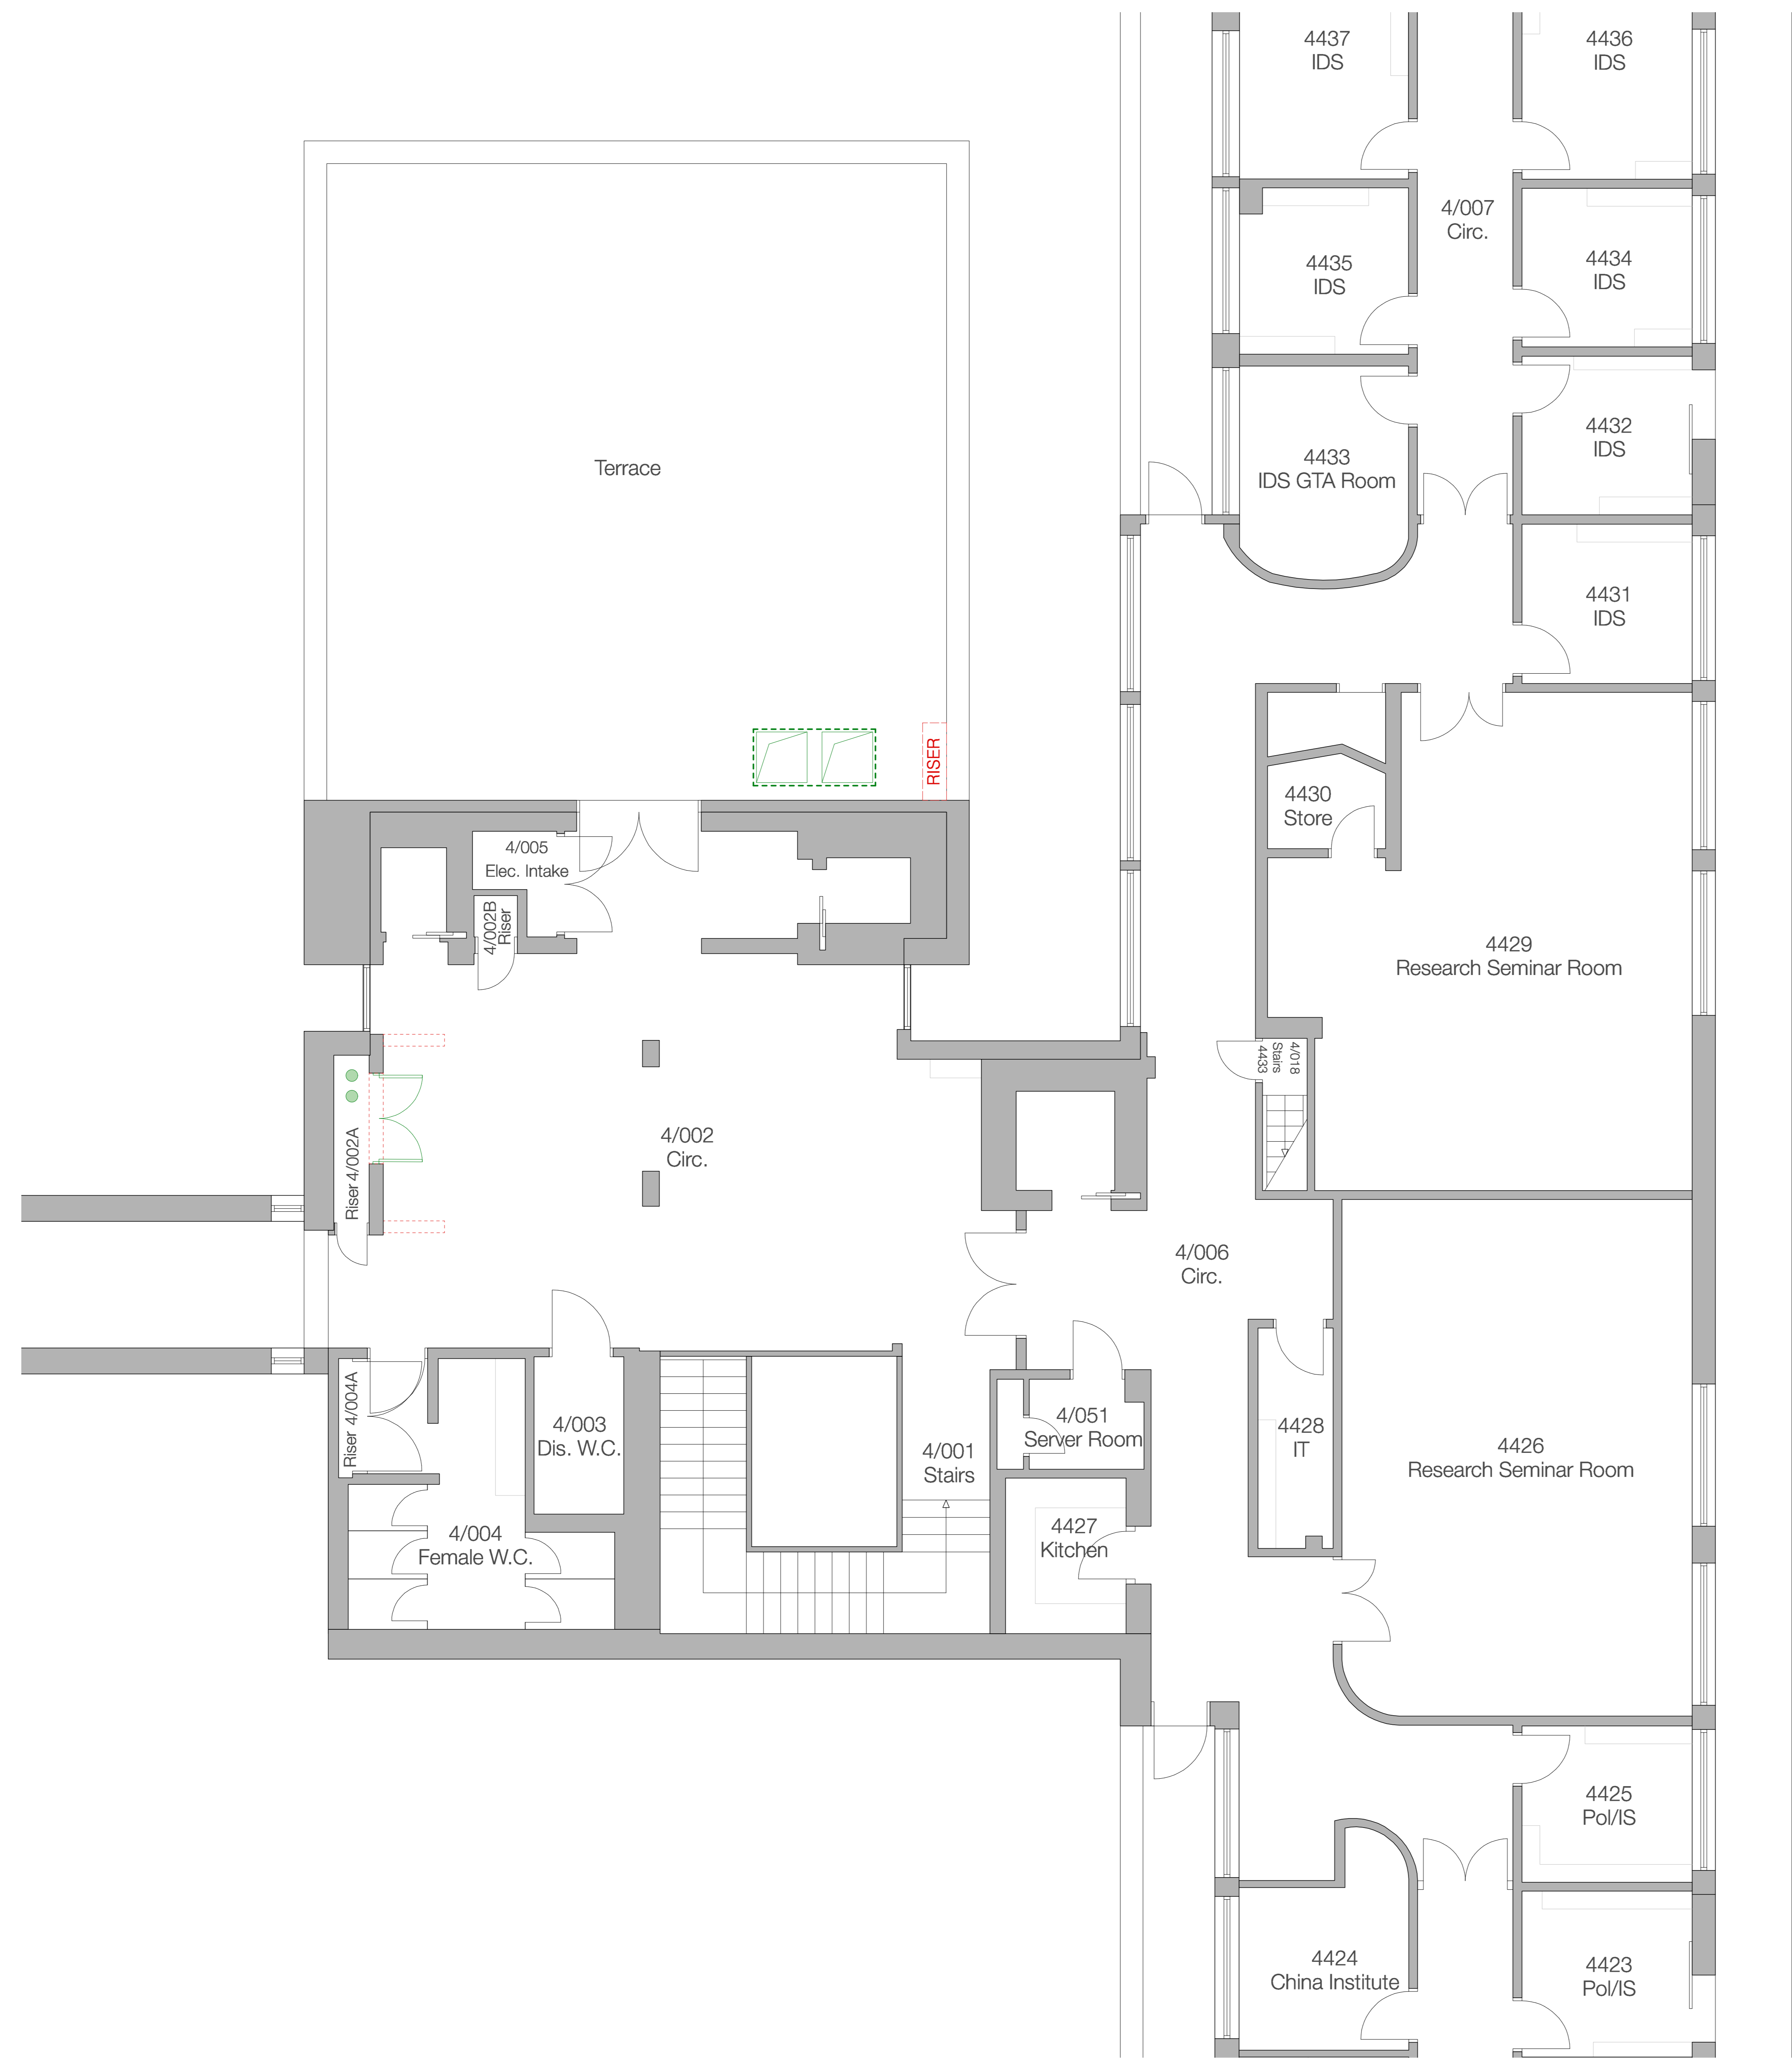 4437
IDS
4436
IDS
4/007
Circ.
4435
IDS
4434
IDS
4432
IDS
4433
IDS GTA Room
Terrace
4431
IDS
RISER
4430
Store
4/005
Elec. Intake
4/002B
Riser
4429
Research Seminar Room
4/018
Stairs
4433
Riser 4/002A
4/002
Circ.
4/006
Circ.
Riser 4/004A
4/003
Dis. W.C.
4/051
Server Room
4/001
Stairs
4428
IT
4426
Research Seminar Room
4/004
Female W.C.
4427
Kitchen
4425
Pol/IS
4424
China Institute
4423
Pol/IS